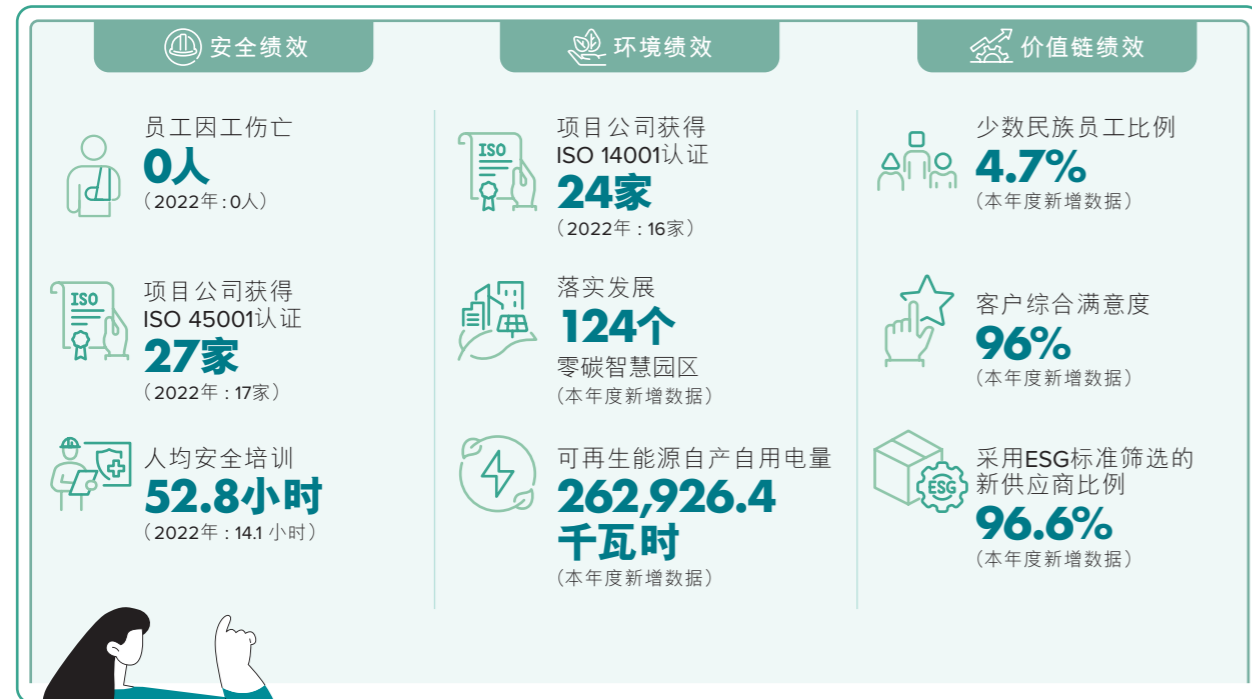 安全绩效
员工因工伤亡
0人
（2022年：0人）
ISO
项目公司获得
ISO 45001认证
27家
（2022年：17家）
人均安全培训
52.8小时
（2022年：14.1 小时）
环境绩效
ISO
项目公司获得
ISO 14001认证
24家
（2022年：16家）
落实发展
124个
零碳智慧园区
（本年度新增数据）
可再生能源自产自用电量
262,926.4
千瓦时
（本年度新增数据）
价值链绩效
少数民族员工比例
4.7%
（本年度新增数据）
客户综合满意度
96%
（本年度新增数据）
ESG
采用ESG标准筛选的
新供应商比例
96.6%
（本年度新增数据）